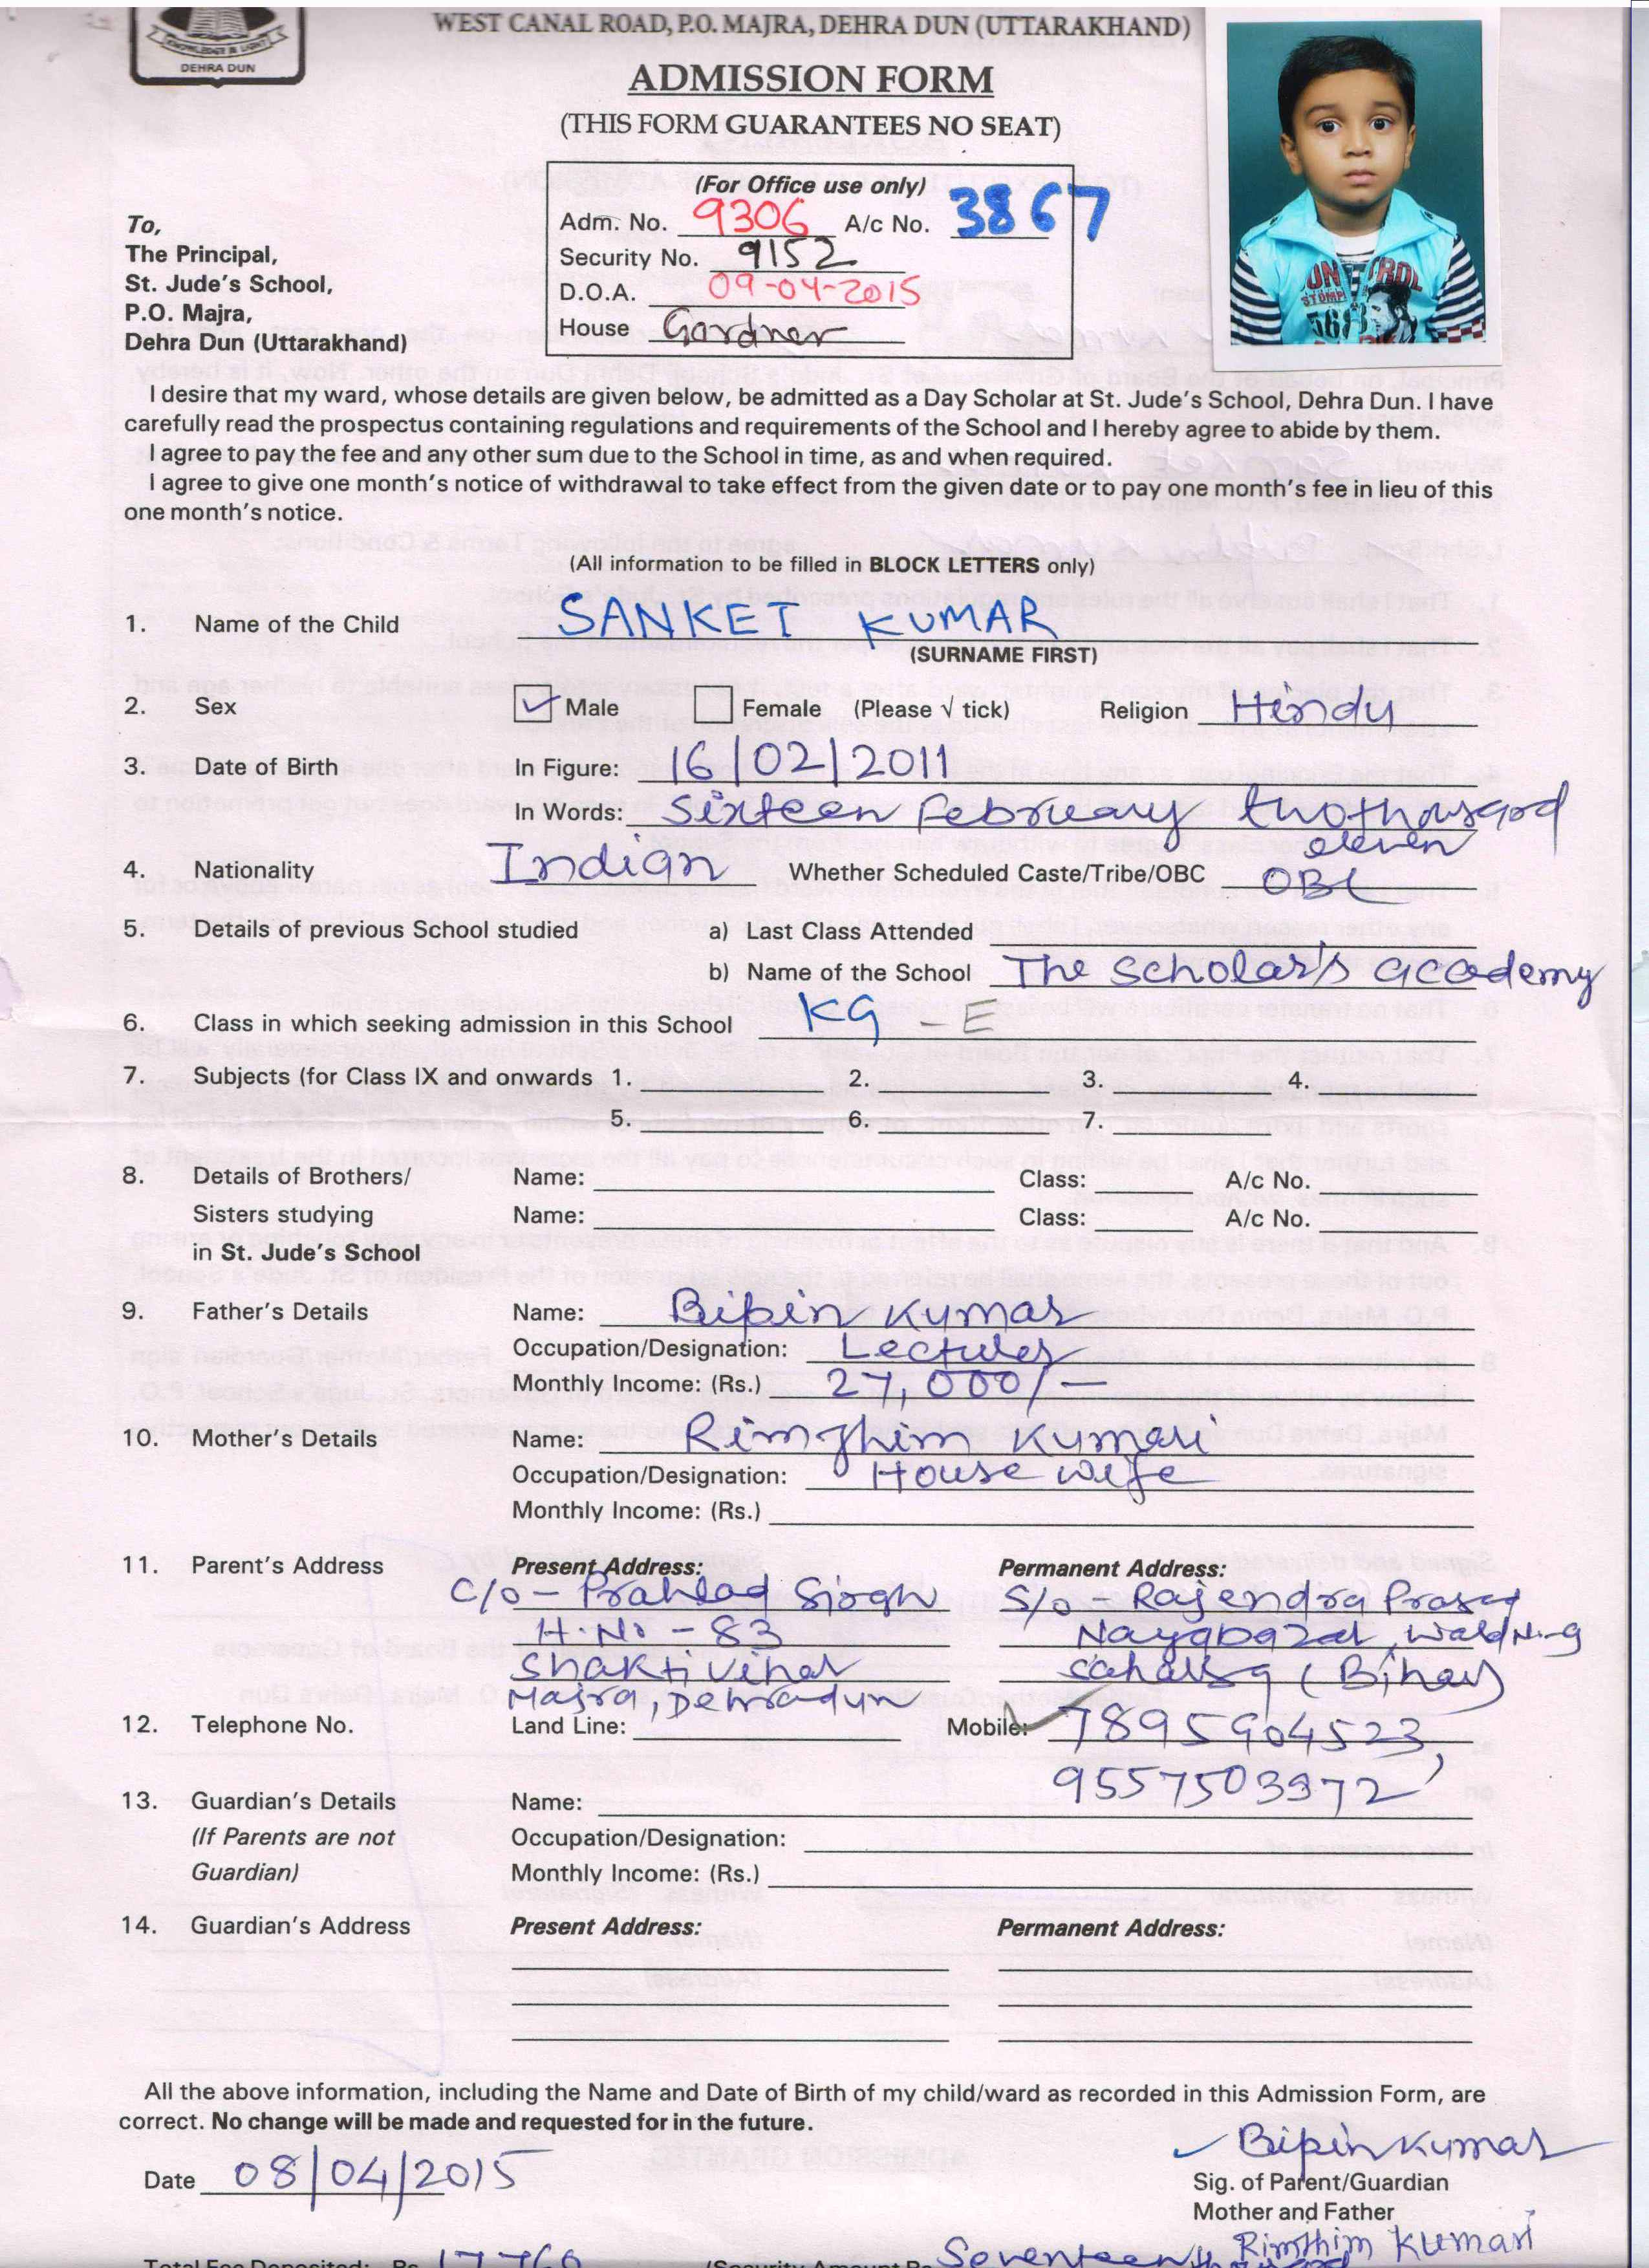 KNOWLEDGE IS LIGHT
DEHRA DUN
WEST CANAL ROAD, P.O. MAJRA, DEHRA DUN (UTTARAKHAND)
ADMISSION FORM
(THIS FORM GUARANTEES NO SEAT)
(For Office use only)
Adm. No. 9306 A/c No. 3867
Security No. 9152
D.O.A. 09-04-2015
House Gardner
To,
The Principal,
St. Jude's School,
P.O. Majra,
Dehra Dun (Uttarakhand)
I desire that my ward, whose details are given below, be admitted as a Day Scholar at St. Jude's School, Dehra Dun. I have
carefully read the prospectus containing regulations and requirements of the School and I hereby agree to abide by them.
I agree to pay the fee and any other sum due to the School in time, as and when required.
I agree to give one month's notice of withdrawal to take effect from the given date or to pay one month's fee in lieu of this
one month's notice.
(All information to be filled in BLOCK LETTERS only)
1. Name of the Child SANKET KUMAR
(SURNAME FIRST)
2. Sex Male Female (Please √ tick) Religion Hindu
3. Date of Birth In Figure: 16/02/2011
In Words: Sixteen February twothousand
eleven
4. Nationality Indian Whether Scheduled Caste/Tribe/OBC OBC
5. Details of previous School studied a) Last Class Attended
b) Name of the School The Scholar's academy
6. Class in which seeking admission in this School KG - E
7. Subjects (for Class IX and onwards 1. 2. 3. 4.
5. 6. 7.
8. Details of Brothers/ Name: Class: A/c No.
Sisters studying Name: Class: A/c No.
in St. Jude's School
9. Father's Details Name: Bipin Kumar
Occupation/Designation: Lecturer
Monthly Income: (Rs.) 27,000/-
10. Mother's Details Name: Rimjhim Kumari
Occupation/Designation: House wife
Monthly Income: (Rs.)
11. Parent's Address Present Address: Permanent Address:
C/o - Prahlad Singh S/o - Rajendra Prasad
H.No - 83 Nayabazar,
Shakti Vihar Saharsa (Bihar)
Majra, Dehradun
12. Telephone No. Land Line: Mobile: 7895904523,
9557503972
13. Guardian's Details Name:
(If Parents are not Occupation/Designation:
Guardian) Monthly Income: (Rs.)
14. Guardian's Address Present Address: Permanent Address:
All the above information, including the Name and Date of Birth of my child/ward as recorded in this Admission Form, are
correct. No change will be made and requested for in the future.
Bipin Kumar
Date 08/04/2015
Sig. of Parent/Guardian
Mother and Father
Rimjhim Kumari
Total Fee Deposited: Rs. Seventeen